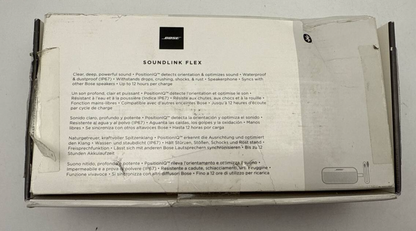 BOSE
SOUNDLINK FLEX
Clear, deep, powerful sound • PositionIQ™ detects orientation & optimises sound • Waterproof
& dustproof (IP67) • Withstands drops, crushing, shocks, & rust • Speakerphone • Syncs with
other Bose speakers • Up to 12 hours per charge
Un son profond, clair et puissant • PositionIQ™ détecte l'orientation et optimise le son •
Résistant à l'eau et à la poussière (indice IP67) • Résiste aux chutes, aux chocs et à la rouille •
Fonction mains-libres • Compatible avec d'autres enceintes Bose • Jusqu'à 12 heures d'écoute
par cycle de charge
Sonido claro, profundo y potente • PositionIQ™ detecta la orientación y optimiza el sonido •
Resistente al agua y al polvo (IP67) • Aguanta las caídas, los golpes y la oxidación • Manos
libres • Se sincroniza con otros altavoces Bose • Hasta 12 horas por carga
Naturgetreuer, kraftvoller Spitzenklang • PositionIQ™ erkennt die Ausrichtung und optimiert
den Klang • Wasser- und staubdicht (IP67) • Hält Stürzen, Stößen, Schocks und Rost stand •
Freisprechfunktion • Lässt sich mit anderen Bose Lautsprechern synchronisieren • Bis zu 12
Stunden Akkulaufzeit
Suono nitido, profondo e potente • PositionIQ™ rileva l'orientamento e ottimizza il suono •
Impermeabile e a prova di polvere (IP67) • Resistente a cadute, schiacciamenti, urti, e ruggine •
Funzione vivavoce • Si sincronizza con altri diffusori Bose • Fino a 12 ore di utilizzo per ricarica